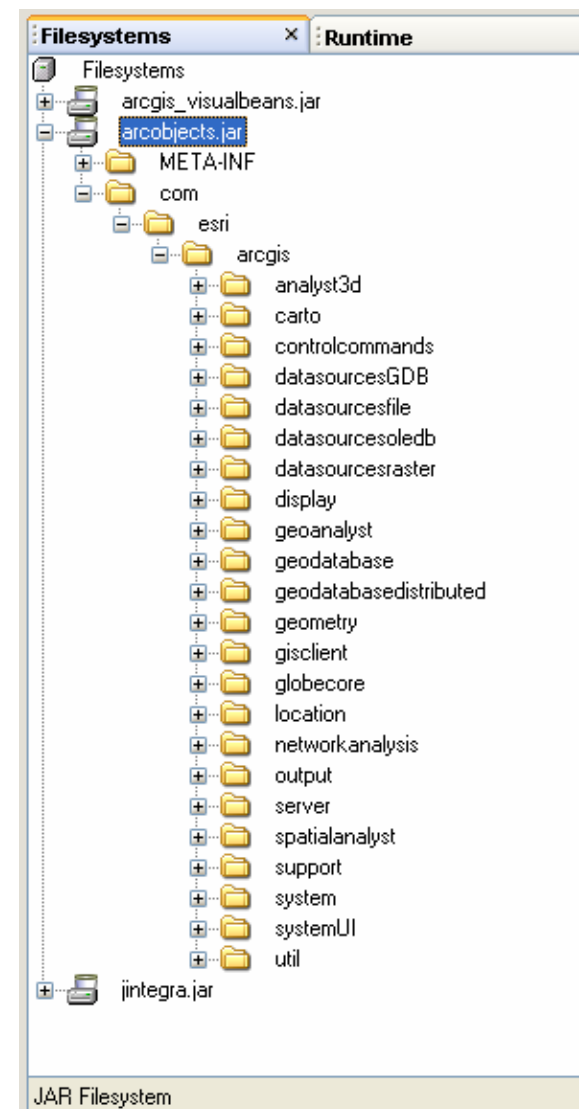 Filesystems × Runtime
Filesystems
arcgis_visualbeans.jar
arcobjects.jar
META-INF
com
esri
arcgis
analyst3d
carto
controlcommands
datasourcesGDB
datasourcesfile
datasourcesoledb
datasourcesraster
display
geoanalyst
geodatabase
geodatabasedistributed
geometry
gisclient
globecore
location
networkanalysis
output
server
spatialanalyst
support
system
systemUI
util
jintegra.jar
JAR Filesystem